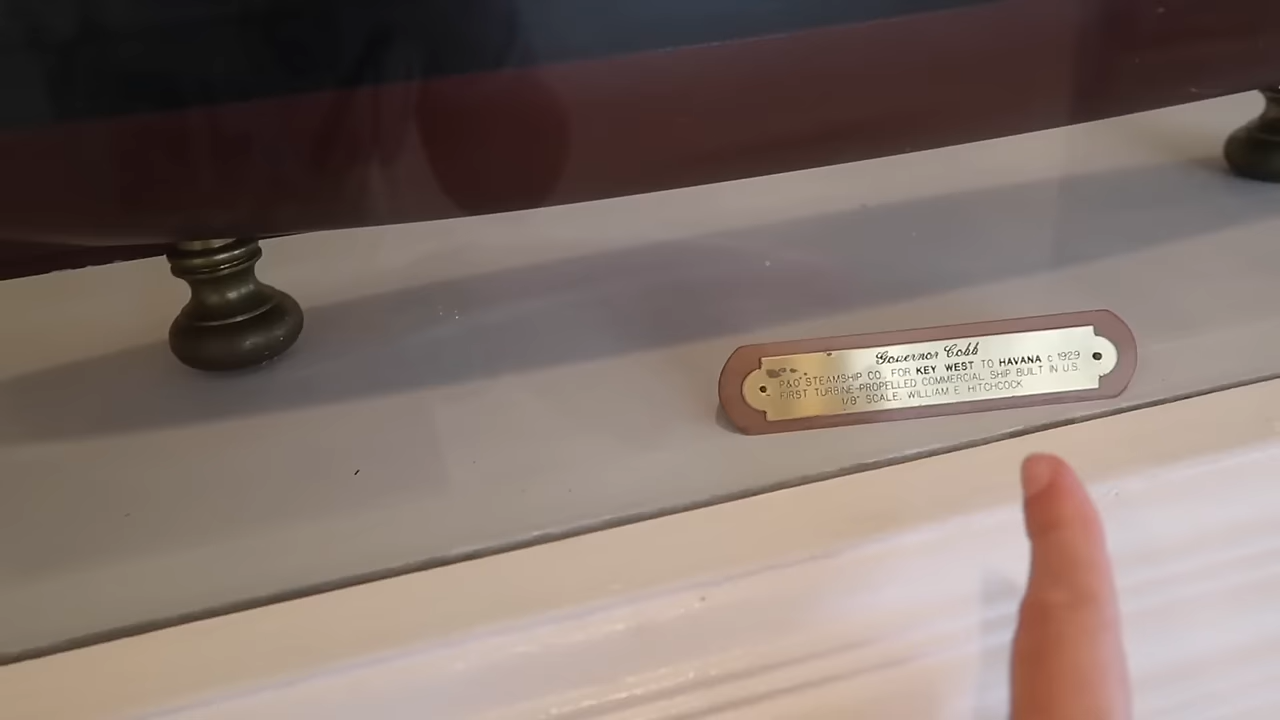 Governor Cobb
P&O STEAMSHIP CO., FOR KEY WEST TO HAVANA c 1929
FIRST TURBINE-PROPELLED COMMERCIAL SHIP BUILT IN U.S.
1/8" SCALE, WILLIAM E. HITCHCOCK